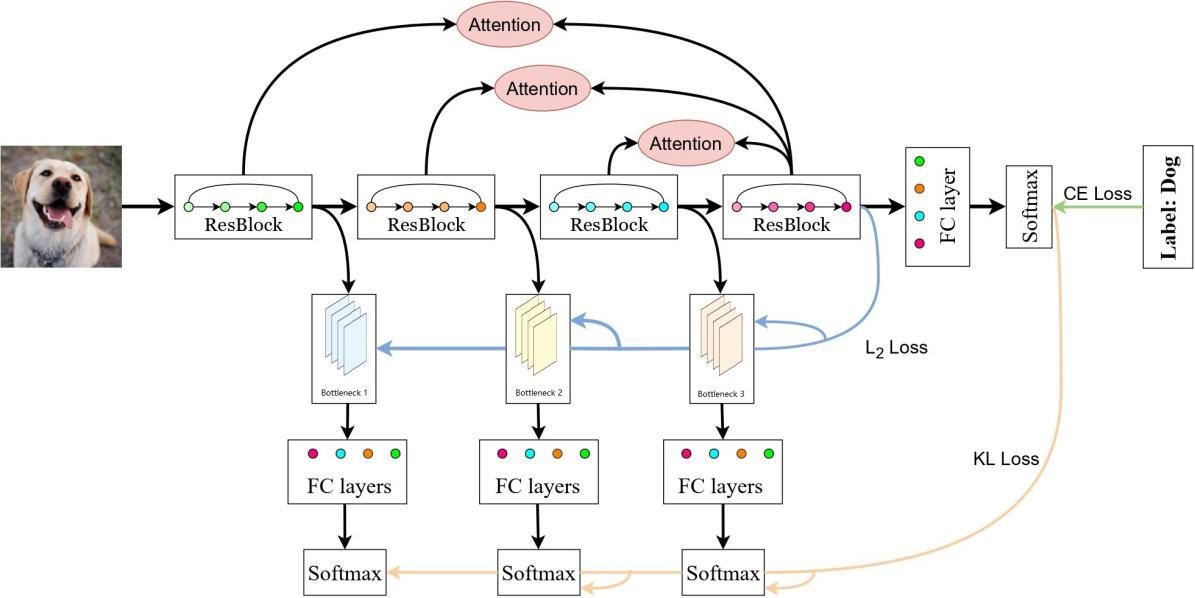 Attention
Attention
Attention
ResBlock
ResBlock
ResBlock
ResBlock
FC layer
Softmax
CE Loss
Label: Dog
L2 Loss
Bottleneck 1
Bottleneck 2
Bottleneck 3
FC layers
FC layers
FC layers
KL Loss
Softmax
Softmax
Softmax